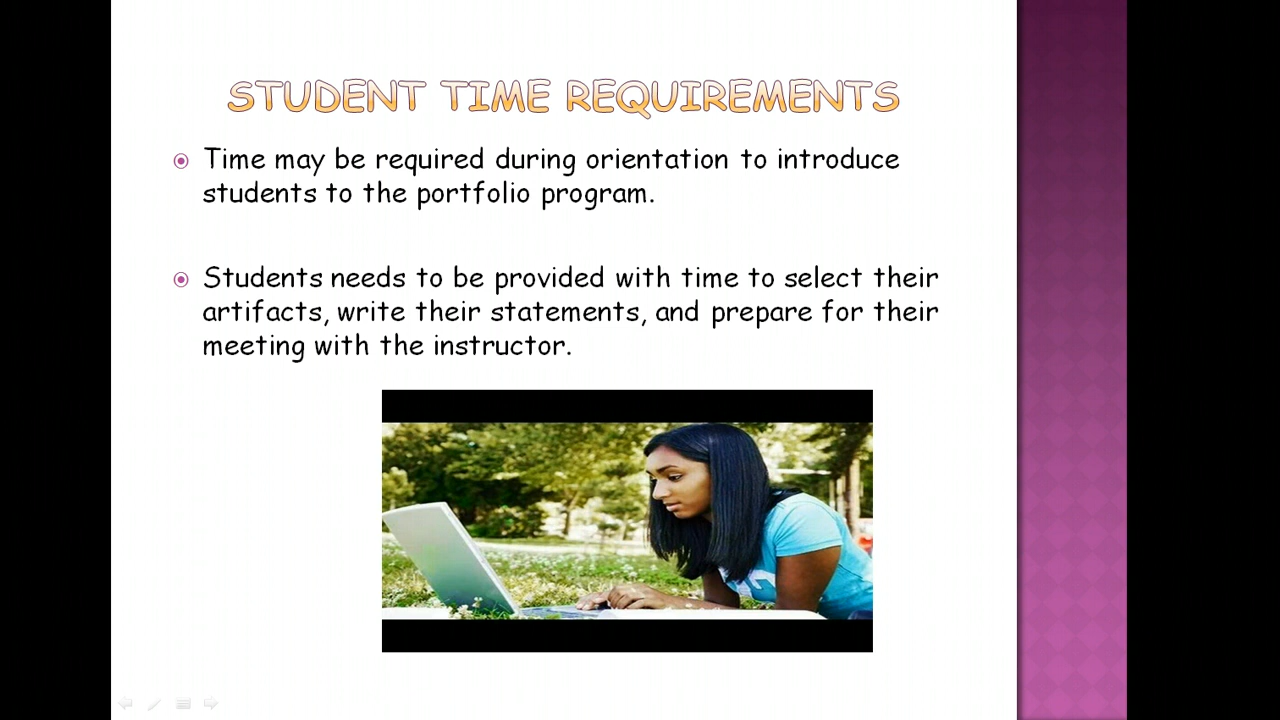 STUDENT TIME REQUIREMENTS
Time may be required during orientation to introduce
students to the portfolio program.
Students needs to be provided with time to select their
artifacts, write their statements, and prepare for their
meeting with the instructor.